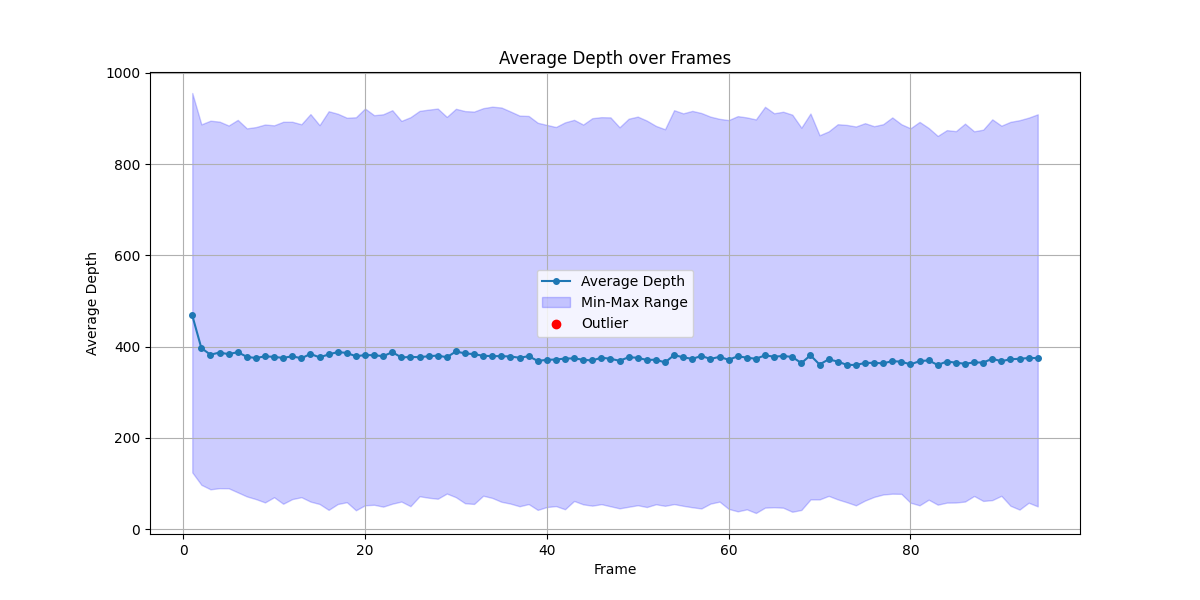 Average Depth over Frames
1000
800
600
400
200
0
Average Depth
Average Depth
Min-Max Range
Outlier
0 20 40 60 80
Frame